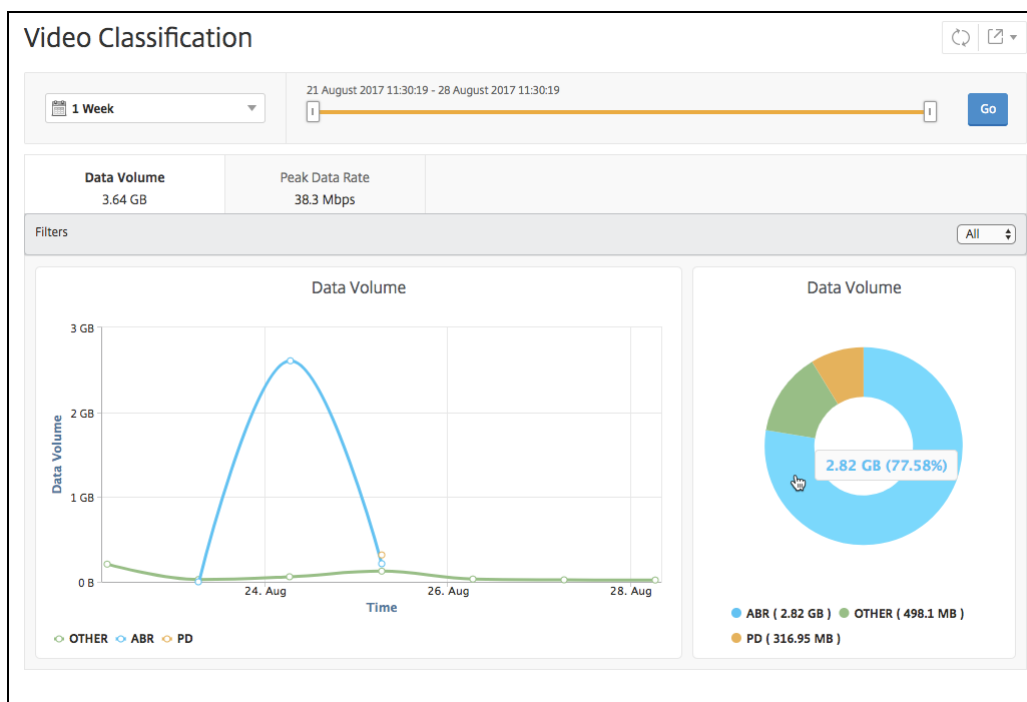 Video Classification
1 Week
21 August 2017 11:30:19 - 28 August 2017 11:30:19
Go
Data Volume
3.64 GB
Peak Data Rate
38.3 Mbps
Filters
All
Data Volume
3 GB
2 GB
1 GB
0 B
Data Volume
24. Aug
26. Aug
28. Aug
Time
OTHER ABR PD
Data Volume
2.82 GB (77.58%)
ABR ( 2.82 GB ) OTHER ( 498.1 MB )
PD ( 316.95 MB )